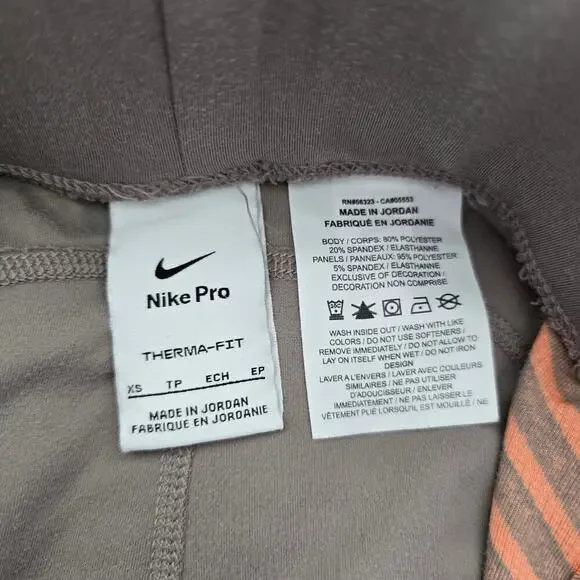 Nike Pro
THERMA-FIT
XS TP ECH EP
MADE IN JORDAN
FABRIQUÉ EN JORDANIE
RN#56323 - CA#05553
MADE IN JORDAN
FABRIQUÉ EN JORDANIE
BODY / CORPS: 80% POLYESTER
20% SPANDEX / ELASTHANNE
PANELS / PANNEAUX: 95% POLYESTER
5% SPANDEX / ELASTHANNE
EXCLUSIVE OF DECORATION /
DECORATION NON COMPRISE
WASH INSIDE OUT / WASH WITH LIKE
COLORS / DO NOT USE SOFTENERS /
REMOVE IMMEDIATELY / DO NOT ALLOW TO
LAY ON ITSELF WHEN WET / DO NOT IRON
DESIGN
LAVER A L'ENVERS / LAVER AVEC COULEURS
SIMILAIRES / NE PAS UTILISER
D'ADOUCISSEUR / ENLEVER
IMMEDIATEMENT / NE PAS LAISSER LE
VÊTEMENT PLIÉ LORSQU'IL EST MOUILLÉ / NE